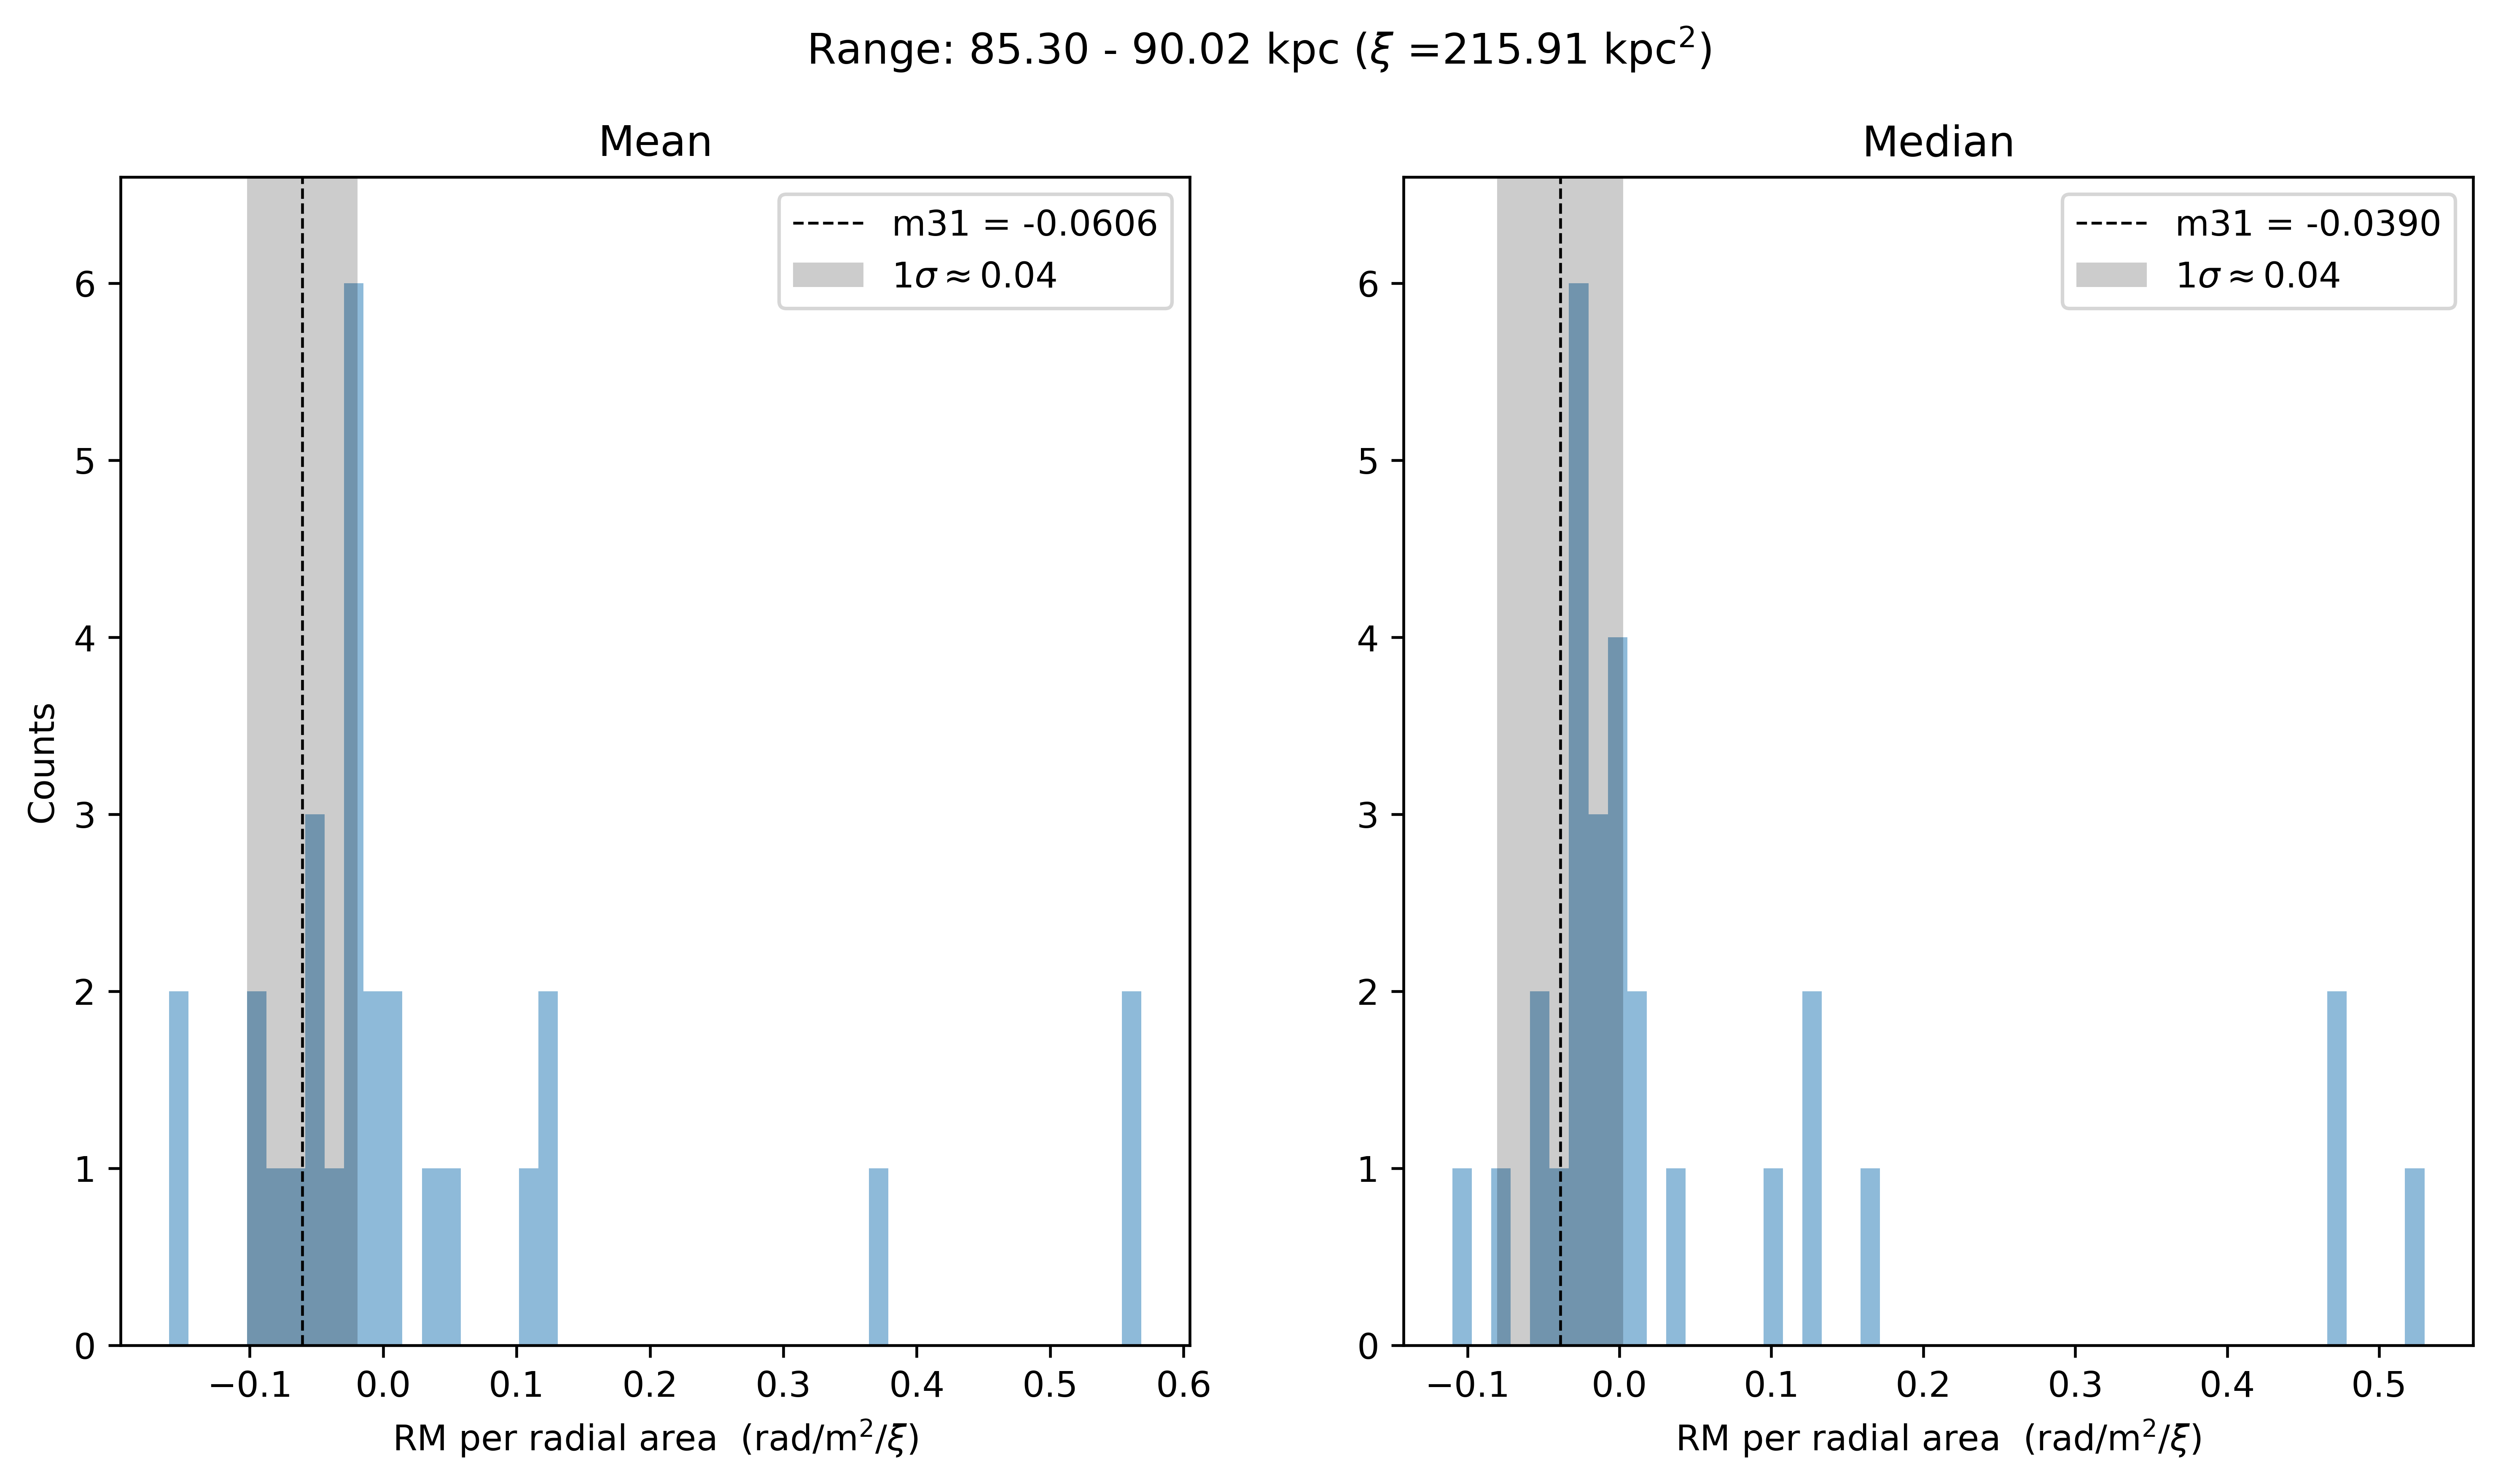 Range: 85.30 - 90.02 kpc (ξ =215.91 kpc²)
Mean
m31 = -0.0606
1σ ≈ 0.04
6
5
4
3
2
1
0
Counts
−0.1 0.0 0.1 0.2 0.3 0.4 0.5 0.6
RM per radial area (rad/m²/ξ)
Median
m31 = -0.0390
1σ ≈ 0.04
6
5
4
3
2
1
0
−0.1 0.0 0.1 0.2 0.3 0.4 0.5
RM per radial area (rad/m²/ξ)